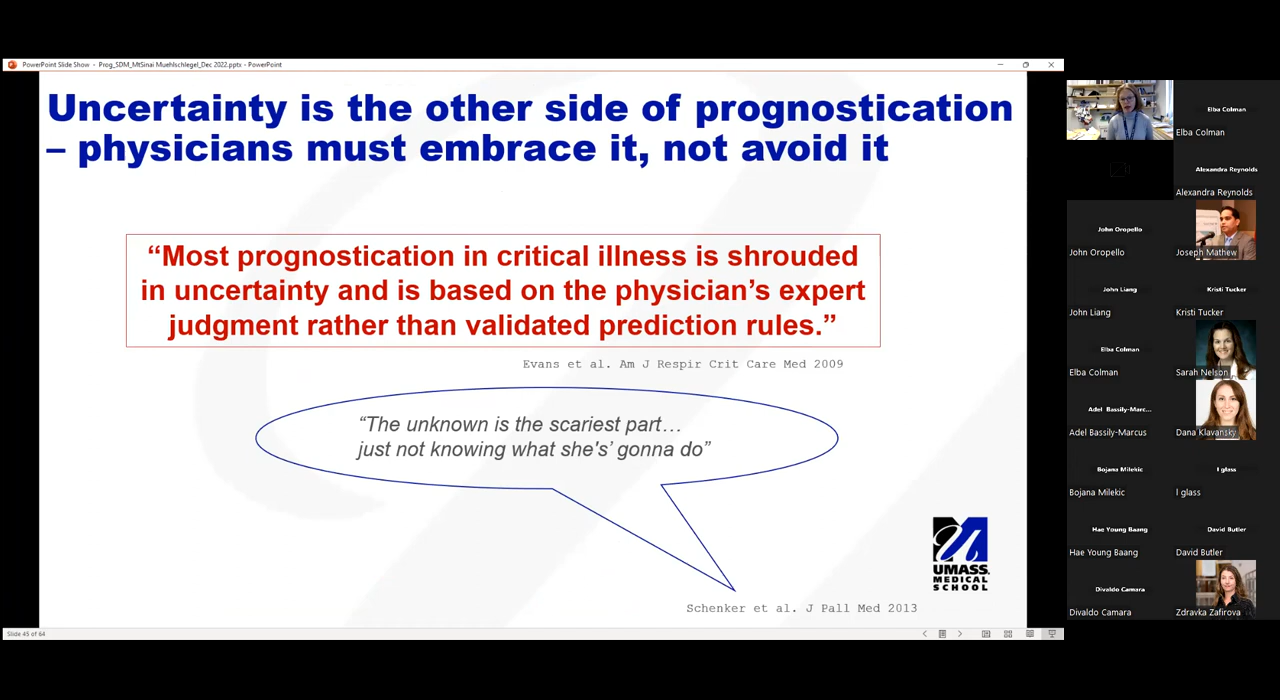 PowerPoint Slide Show - Prog_SDM_MtSinai Muehlschlegel_Dec 2022.pptx - PowerPoint
Uncertainty is the other side of prognostication
– physicians must embrace it, not avoid it
“Most prognostication in critical illness is shrouded
in uncertainty and is based on the physician’s expert
judgment rather than validated prediction rules.”
Evans et al. Am J Respir Crit Care Med 2009
“The unknown is the scariest part…
just not knowing what she's’ gonna do”
UMASS.
MEDICAL
SCHOOL
Schenker et al. J Pall Med 2013
Slide 45 of 64
Elba Colman
Elba Colman
Alexandra Reynolds
Alexandra Reynolds
John Oropello
John Oropello
Joseph Mathew
John Liang
John Liang
Kristi Tucker
Kristi Tucker
Elba Colman
Elba Colman
Sarah Nelson
Adel Bassily-Marc...
Adel Bassily-Marcus
Dana Klavansky
Bojana Milekic
Bojana Milekic
l glass
l glass
Hae Young Baang
Hae Young Baang
David Butler
David Butler
Divaldo Camara
Divaldo Camara
Zdravka Zafirova